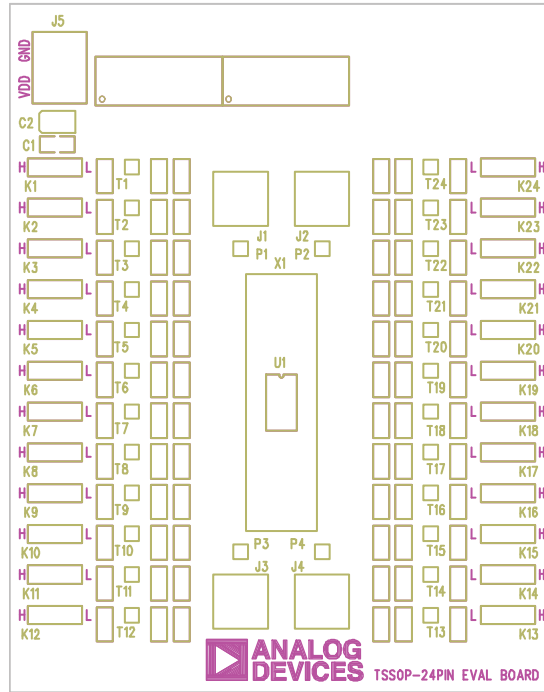 J5
GND
VDD
C2
C1
H L T1 T24 L H
K1 J1 J2 K24
H L T2 T23 L H
K2 K23
H L T3 P1 P2 T22 L H
K3 X1 K22
H L T4 T21 L H
K4 K21
H L T5 T20 L H
K5 K20
U1
H L T6 T19 L H
K6 K19
H L T7 T18 L H
K7 K18
H L T8 T17 L H
K8 K17
H L T9 T16 L H
K9 K16
H L T10 P3 P4 T15 L H
K10 K15
H L T11 J3 J4 T14 L H
K11 K14
H L T12 T13 L H
K12 K13
ANALOG
DEVICES
TSSOP-24PIN EVAL BOARD